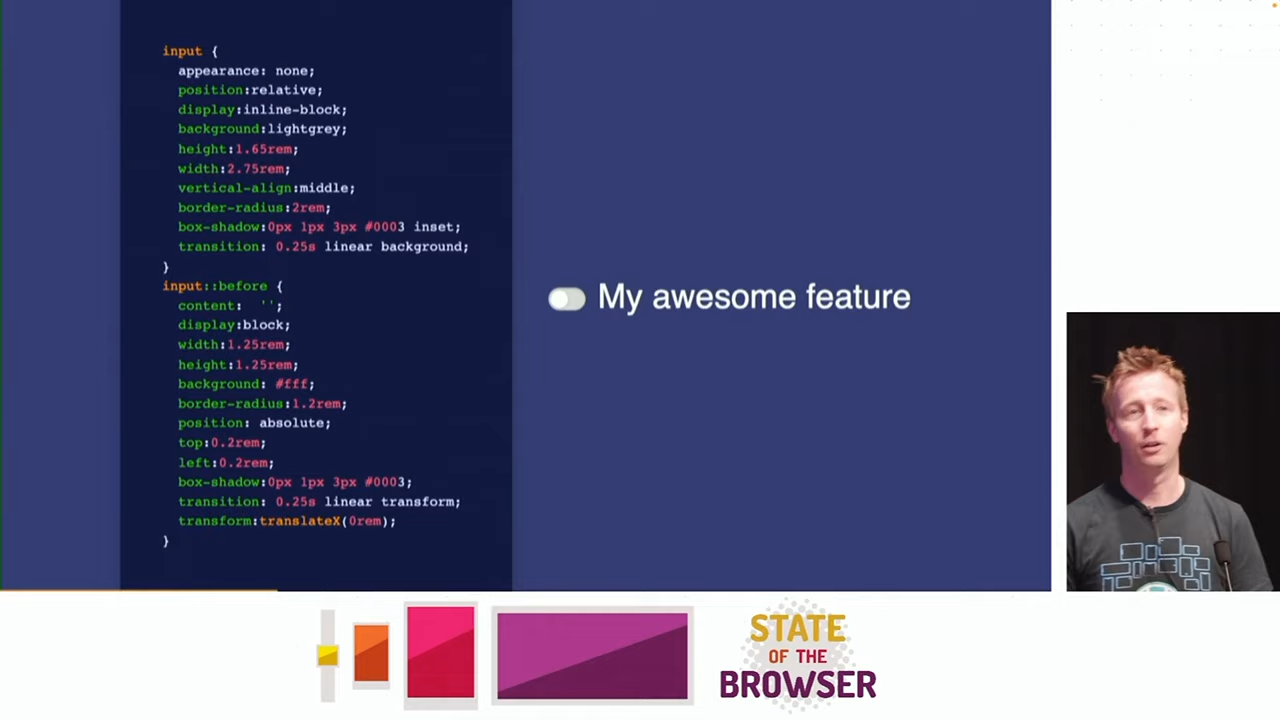 input {
appearance: none;
position:relative;
display:inline-block;
background:lightgrey;
height:1.65rem;
width:2.75rem;
vertical-align:middle;
border-radius:2rem;
box-shadow:0px 1px 3px #0003 inset;
transition: 0.25s linear background;
}
input::before {
content:  '';
display:block;
width:1.25rem;
height:1.25rem;
background: #fff;
border-radius:1.2rem;
position: absolute;
top:0.2rem;
left:0.2rem;
box-shadow:0px 1px 3px #0003;
transition: 0.25s linear transform;
transform:translateX(0rem);
}
My awesome feature
STATE
OF THE
BROWSER